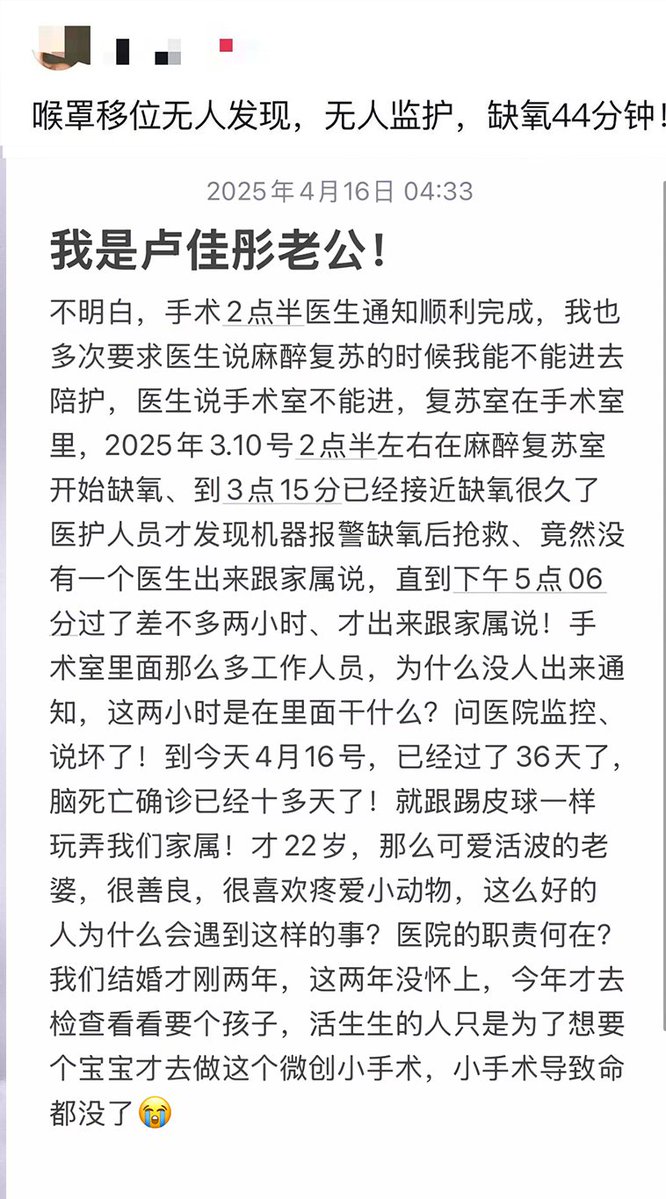 喉罩移位无人发现，无人监护，缺氧44分钟！
2025年4月16日 04:33
我是卢佳彤老公！
不明白，手术2点半医生通知顺利完成，我也
多次要求医生说麻醉复苏的时候我能不能进去
陪护，医生说手术室不能进，复苏室在手术室
里，2025年3.10号2点半左右在麻醉复苏室
开始缺氧、到3点15分已经接近缺氧很久了
医护人员才发现机器报警缺氧后抢救、竟然没
有一个医生出来跟家属说，直到下午5点06
分过了差不多两小时、才出来跟家属说！手
术室里面那么多工作人员，为什么没人出来通
知，这两小时是在里面干什么？问医院监控、
说坏了！到今天4月16号，已经过了36天了，
脑死亡确诊已经十多天了！就跟踢皮球一样
玩弄我们家属！才22岁，那么可爱活波的老
婆，很善良，很喜欢疼爱小动物，这么好的
人为什么会遇到这样的事？医院的职责何在？
我们结婚才刚两年，这两年没怀上，今年才去
检查看看要个孩子，活生生的人只是为了想要
个宝宝才去做这个微创小手术，小手术导致命
都没了😭